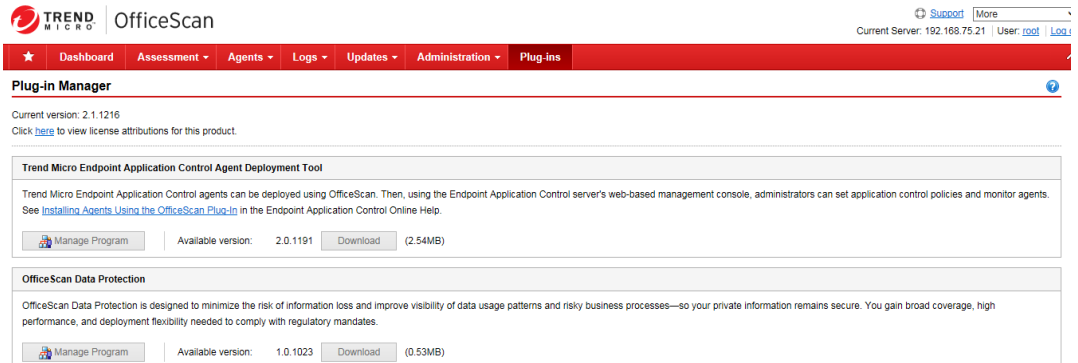 TREND MICRO OfficeScan
Support More
Current Server: 192.168.75.21 User: root Log
Dashboard Assessment Agents Logs Updates Administration Plug-ins
Plug-in Manager
Current version: 2.1.1216
Click here to view license attributions for this product.
Trend Micro Endpoint Application Control Agent Deployment Tool
Trend Micro Endpoint Application Control agents can be deployed using OfficeScan. Then, using the Endpoint Application Control server's web-based management console, administrators can set application control policies and monitor agents.
See Installing Agents Using the OfficeScan Plug-In in the Endpoint Application Control Online Help.
Manage Program Available version: 2.0.1191 Download (2.54MB)
OfficeScan Data Protection
OfficeScan Data Protection is designed to minimize the risk of information loss and improve visibility of data usage patterns and risky business processes—so your private information remains secure. You gain broad coverage, high
performance, and deployment flexibility needed to comply with regulatory mandates.
Manage Program Available version: 1.0.1023 Download (0.53MB)